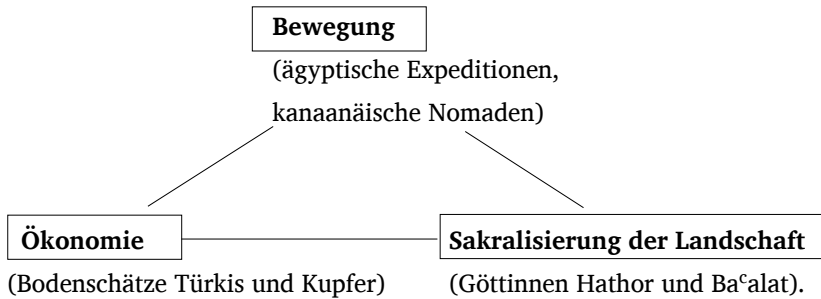 Bewegung
(ägyptische Expeditionen,
kanaanäische Nomaden)
Ökonomie
(Bodenschätze Türkis und Kupfer)
Sakralisierung der Landschaft
(Göttinnen Hathor und Baᶜalat).